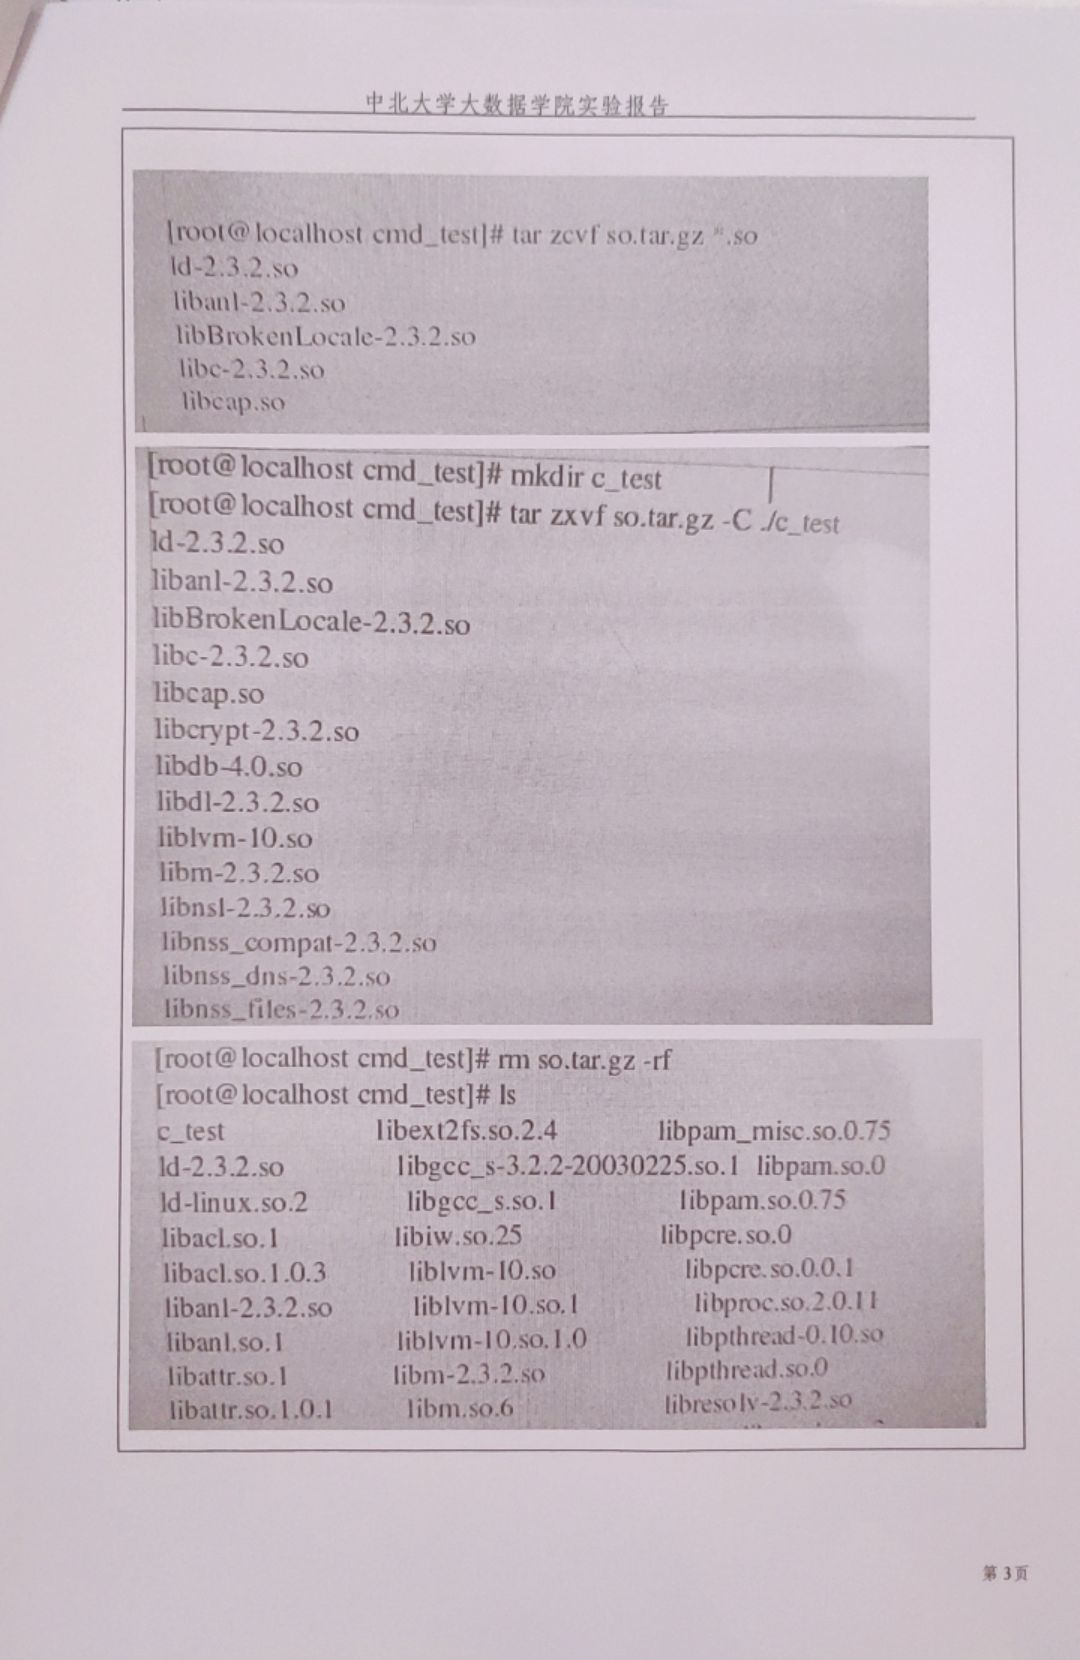 中北大学大数据学院实验报告
[root@localhost cmd_test]# tar zcvf so.tar.gz *.so
ld-2.3.2.so
libanl-2.3.2.so
libBrokenLocale-2.3.2.so
libc-2.3.2.so
libcap.so
[root@localhost cmd_test]# mkdir c_test
[root@localhost cmd_test]# tar zxvf so.tar.gz -C ./c_test
ld-2.3.2.so
libanl-2.3.2.so
libBrokenLocale-2.3.2.so
libc-2.3.2.so
libcap.so
libcrypt-2.3.2.so
libdb-4.0.so
libdl-2.3.2.so
liblvm-10.so
libm-2.3.2.so
libnsl-2.3.2.so
libnss_compat-2.3.2.so
libnss_dns-2.3.2.so
libnss_files-2.3.2.so
[root@localhost cmd_test]# rm so.tar.gz -rf
[root@localhost cmd_test]# ls
c_test libext2fs.so.2.4 libpam_misc.so.0.75
ld-2.3.2.so libgcc_s-3.2.2-20030225.so.1 libpam.so.0
ld-linux.so.2 libgcc_s.so.1 libpam.so.0.75
libacl.so.1 libiw.so.25 libpcre.so.0
libacl.so.1.0.3 liblvm-10.so libpcre.so.0.0.1
libanl-2.3.2.so liblvm-10.so.1 libproc.so.2.0.11
libanl.so.1 liblvm-10.so.1.0 libpthread-0.10.so
libattr.so.1 libm-2.3.2.so libpthread.so.0
libattr.so.1.0.1 libm.so.6 libresolv-2.3.2.so
第 3页